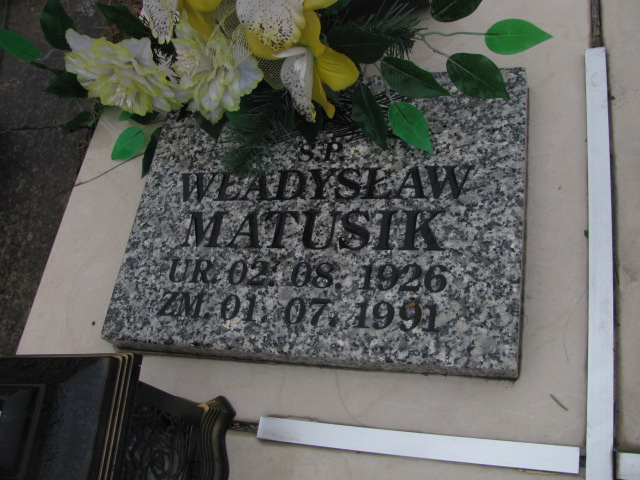 ŚP.
WŁADYSŁAW
MATUSIK
UR. 02. 08. 1926
ZM. 01. 07. 1991